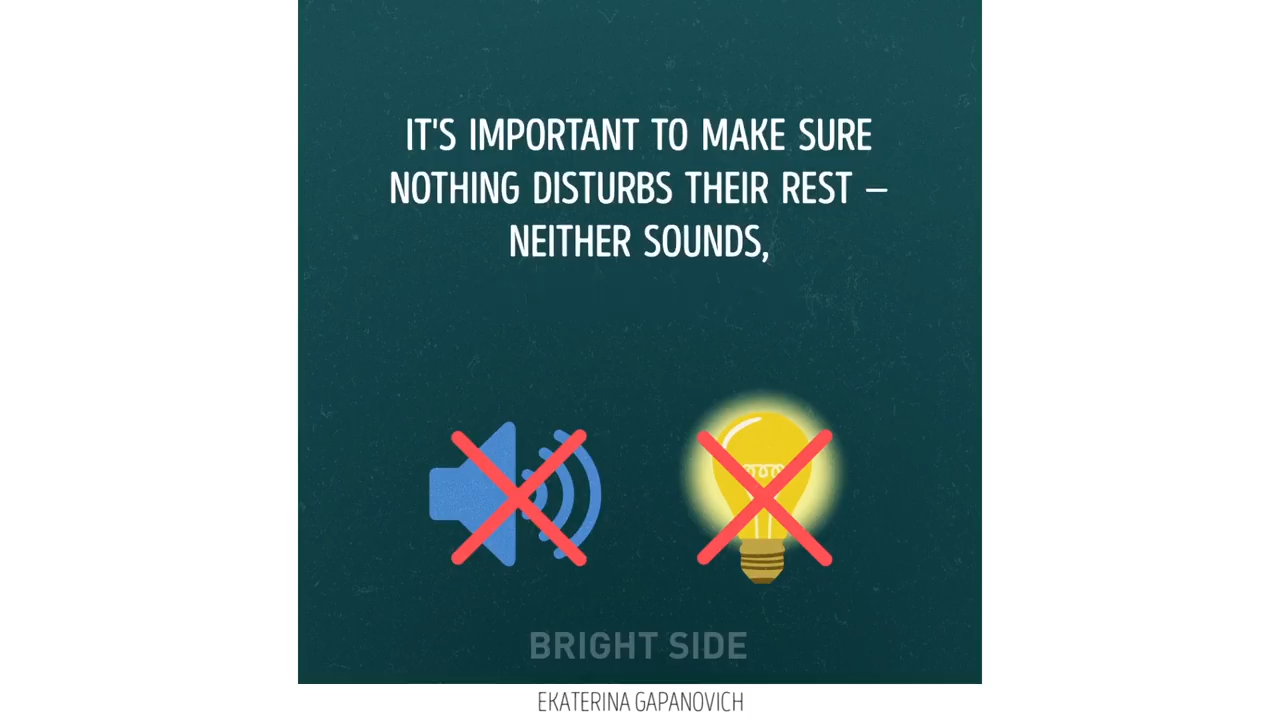 IT'S IMPORTANT TO MAKE SURE
NOTHING DISTURBS THEIR REST –
NEITHER SOUNDS,
BRIGHT SIDE
EKATERINA GAPANOVICH